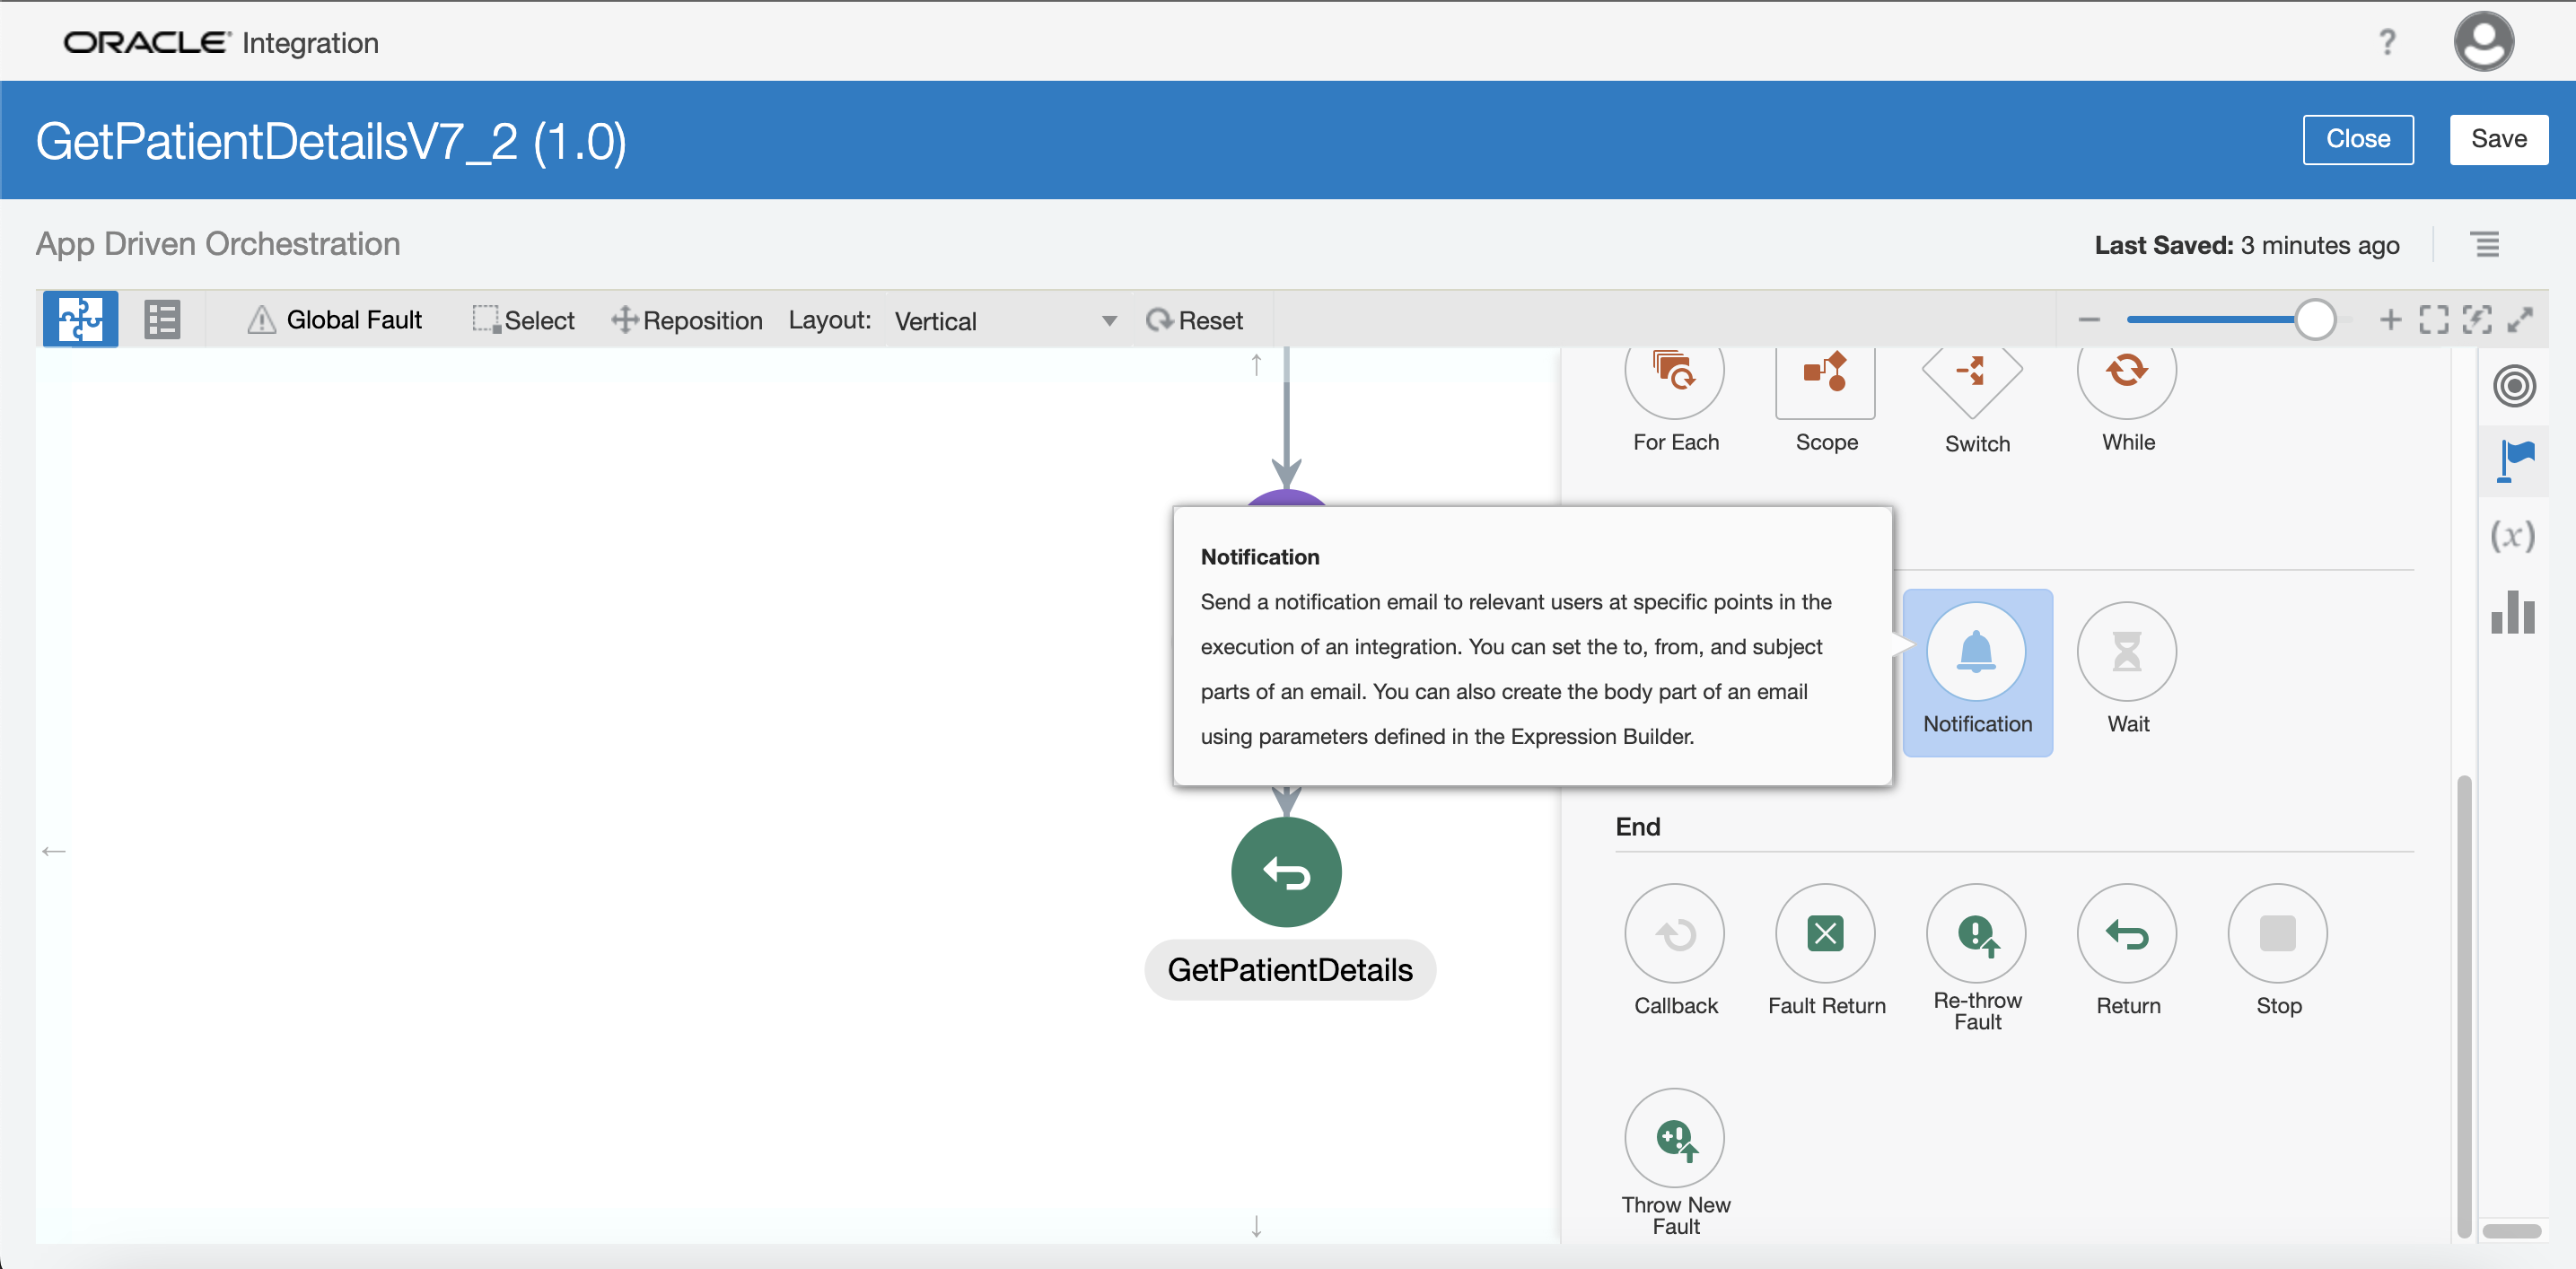 ORACLE Integration
?
GetPatientDetailsV7_2 (1.0)
Close
Save
App Driven Orchestration
Last Saved: 3 minutes ago
Global Fault
Select
Reposition
Layout:
Vertical
Reset
For Each
Scope
Switch
While
(x)
Notification
Send a notification email to relevant users at specific points in the
execution of an integration. You can set the to, from, and subject
parts of an email. You can also create the body part of an email
using parameters defined in the Expression Builder.
Notification
Wait
End
GetPatientDetails
Callback
Fault Return
Re-throw
Fault
Return
Stop
Throw New
Fault